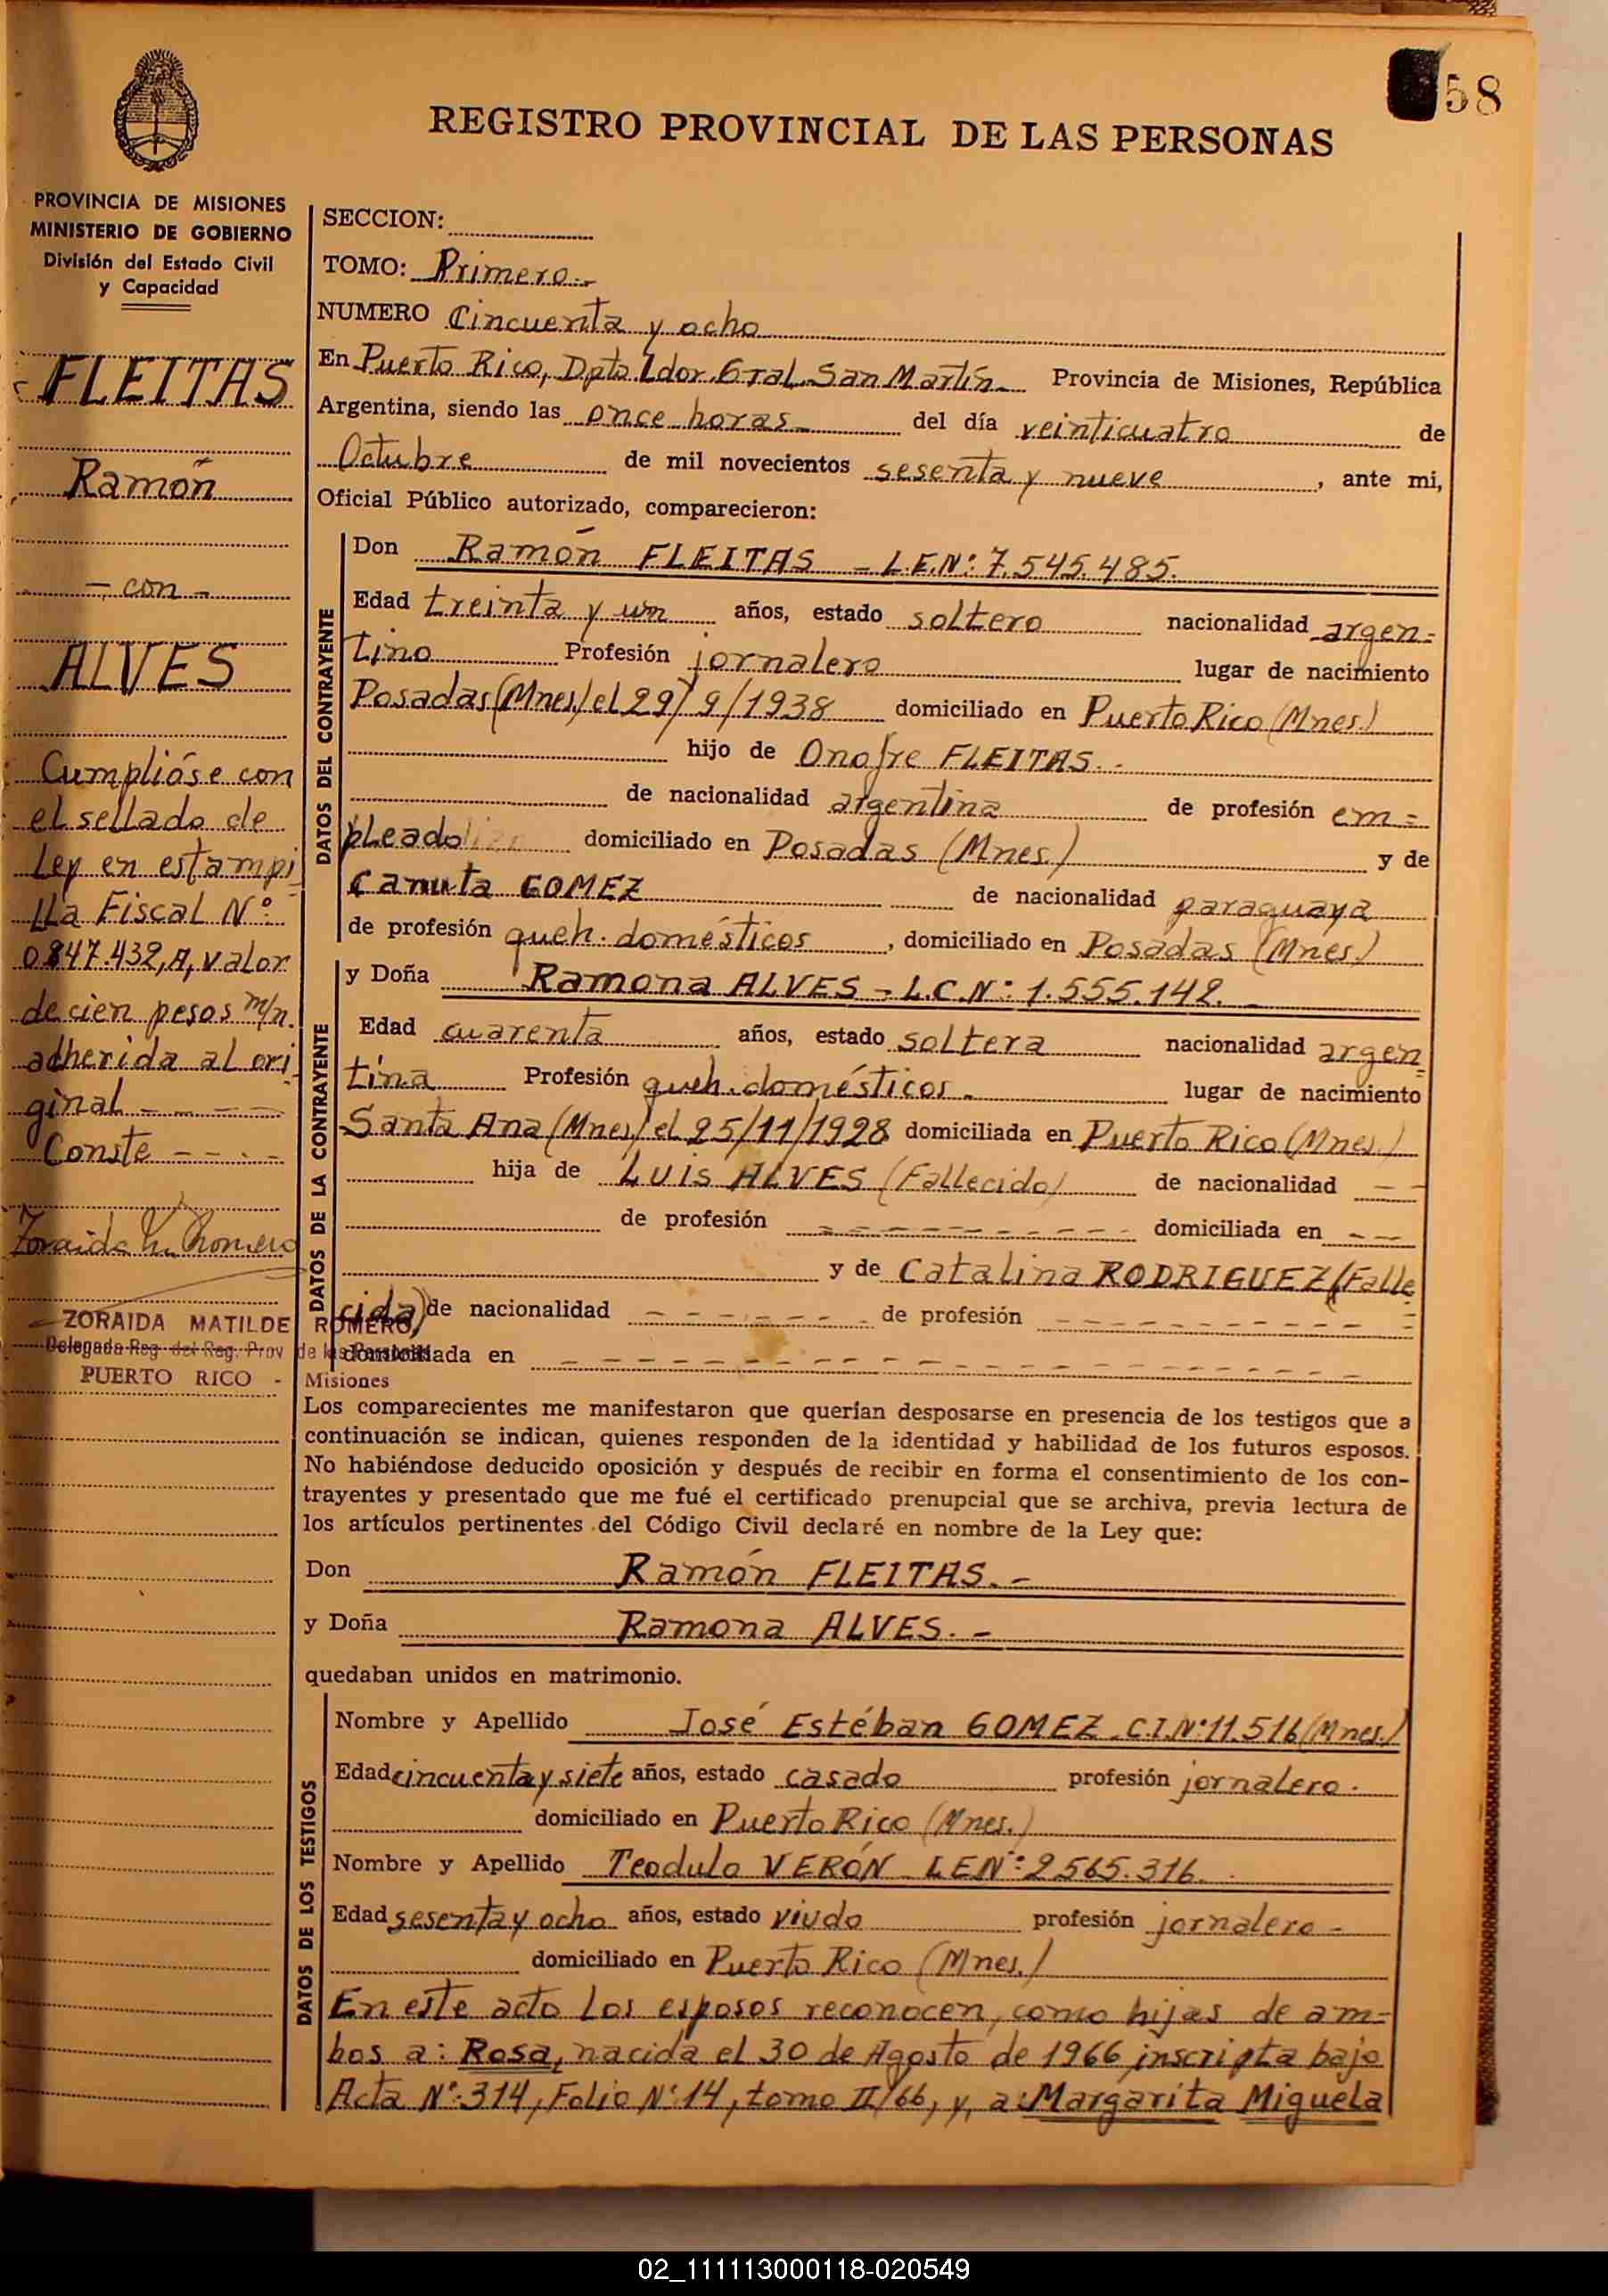 58
REGISTRO PROVINCIAL DE LAS PERSONAS
PROVINCIA DE MISIONES
MINISTERIO DE GOBIERNO
División del Estado Civil
y Capacidad
FLEITAS
Ramón
- con -
ALVES
Cumplióse con
el sellado de
Ley en estampi
lla Fiscal Nº
0847.432, A, valor
de cien pesos m/n.
adherida al ori
ginal - - - -
Conste - - - -
Zoraida M. Romero
ZORAIDA MATILDE ROMERO
Delegada Reg. del Reg. Prov. de las Personas
PUERTO RICO - Misiones
SECCION:
TOMO: Primero.-
NUMERO Cincuenta y ocho
En Puerto Rico, Dpto Ldor. Gral. San Martín- Provincia de Misiones, República
Argentina, siendo las once horas- del día veinticuatro de
Octubre de mil novecientos sesenta y nueve, ante mi,
Oficial Público autorizado, comparecieron:
DATOS DEL CONTRAYENTE
Don Ramón FLEITAS - L.E.Nº: 7.545.485.
Edad treinta y un años, estado soltero nacionalidad argen=
tino Profesión jornalero lugar de nacimiento
Posadas (Mnes.) el 29/9/1938 domiciliado en Puerto Rico (Mnes.)
hijo de Onofre FLEITAS.-
de nacionalidad argentina de profesión em=
pleado domiciliado en Posadas (Mnes.) y de
Canuta GOMEZ de nacionalidad paraguaya
de profesión queh. domésticos, domiciliado en Posadas (Mnes.)
DATOS DE LA CONTRAYENTE
y Doña Ramona ALVES - L.C.Nº: 1.555.142.-
Edad cuarenta años, estado soltera nacionalidad argen=
tina Profesión queh. domésticos.- lugar de nacimiento
Santa Ana (Mnes) el 25/11/1928 domiciliada en Puerto Rico (Mnes.)
hija de Luis ALVES (Fallecido) de nacionalidad - -
de profesión - - - - - - - - - domiciliada en - - -
y de Catalina RODRIGUEZ (Falle
cida) de nacionalidad - - - - - - - de profesión - - - - - - - - - -
domiciliada en - - - - - - - - - - - - - - - - - - - -
Los comparecientes me manifestaron que querían desposarse en presencia de los testigos que a
continuación se indican, quienes responden de la identidad y habilidad de los futuros esposos.
No habiéndose deducido oposición y después de recibir en forma el consentimiento de los con-
trayentes y presentado que me fué el certificado prenupcial que se archiva, previa lectura de
los artículos pertinentes del Código Civil declaré en nombre de la Ley que:
Don Ramón FLEITAS.-
y Doña Ramona ALVES.-
quedaban unidos en matrimonio.
DATOS DE LOS TESTIGOS
Nombre y Apellido José Estéban GOMEZ C.I.Nº 11.516 (Mnes.)
Edad cincuenta y siete años, estado casado profesión jornalero.
domiciliado en Puerto Rico (Mnes.)
Nombre y Apellido Teodulo VERÓN LEN: 2565.316.
Edad sesenta y ocho años, estado viudo profesión jornalero-
domiciliado en Puerto Rico (Mnes.)
En este acto los esposos reconocen, como hijas de am=
bos a: Rosa, nacida el 30 de Agosto de 1966 inscripta bajo
Acta Nº: 314, Folio Nº 14, tomo II/66, y, a: Margarita Miguela
02_111113000118-020549